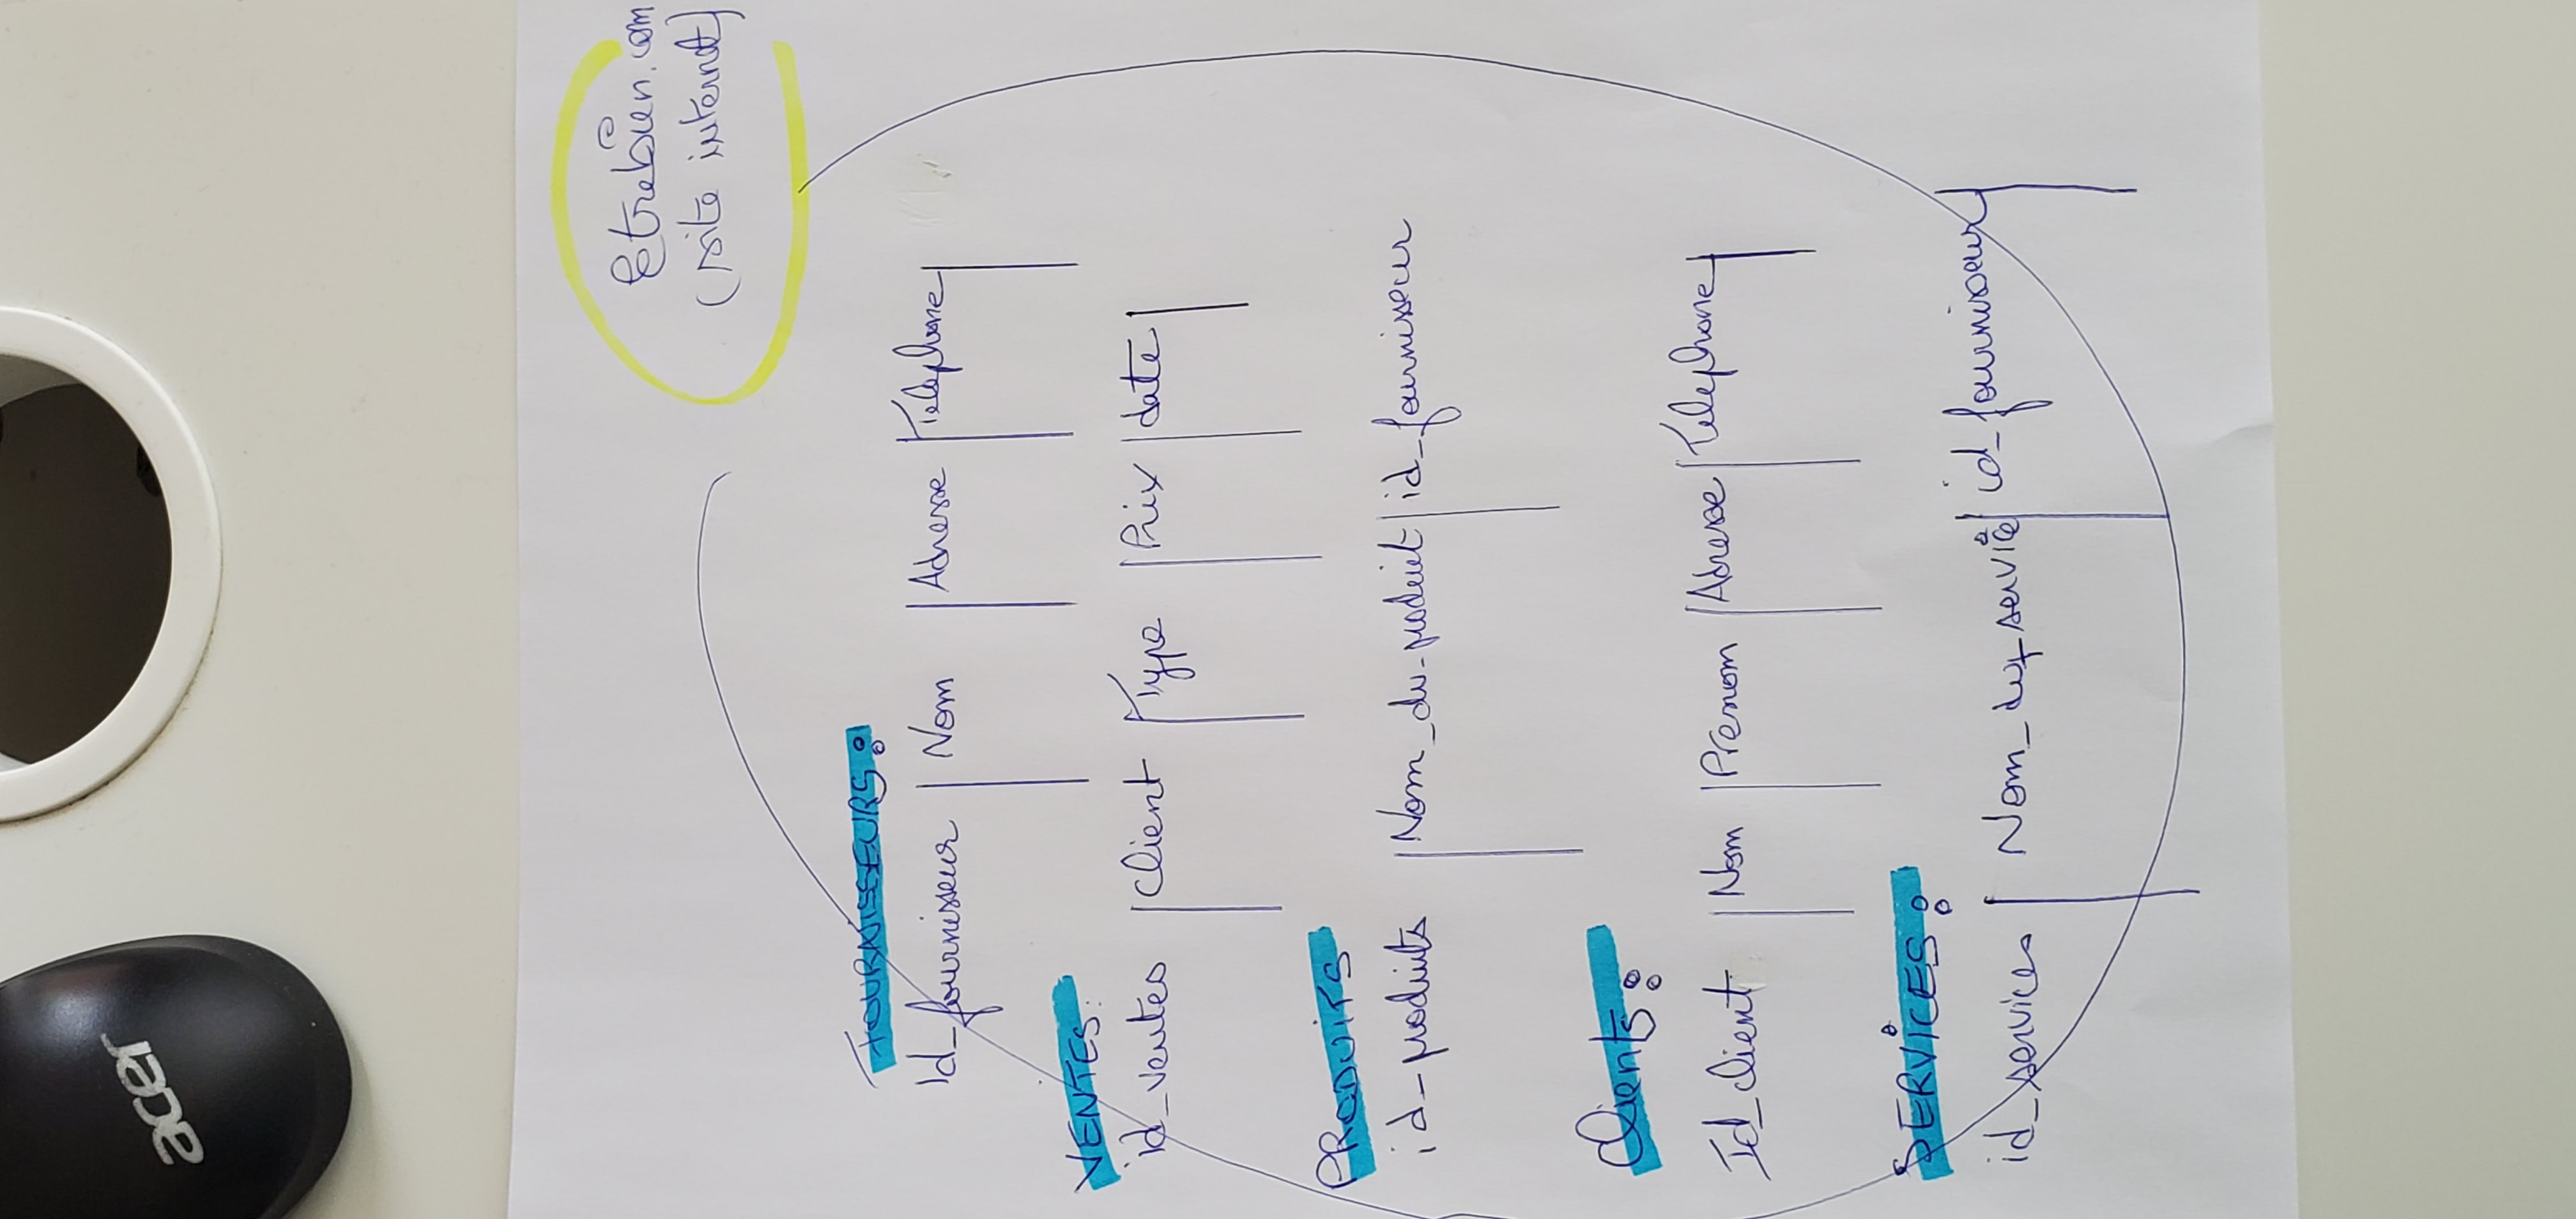 acer
Etrebien.com
(site internet)
FOURNISSEURS:
Id_fournisseur | Nom | Adresse | Telephone |
VENTES:
id_ventes | Client | Type | Prix | date |
PRODUITS
id_produits | Nom_du_produit | id_fournisseur
Clients:
Id_client | Nom | Prenom | Adresse | Telephone |
SERVICES:
id_services | Nom_du_service | id_fournisseur |